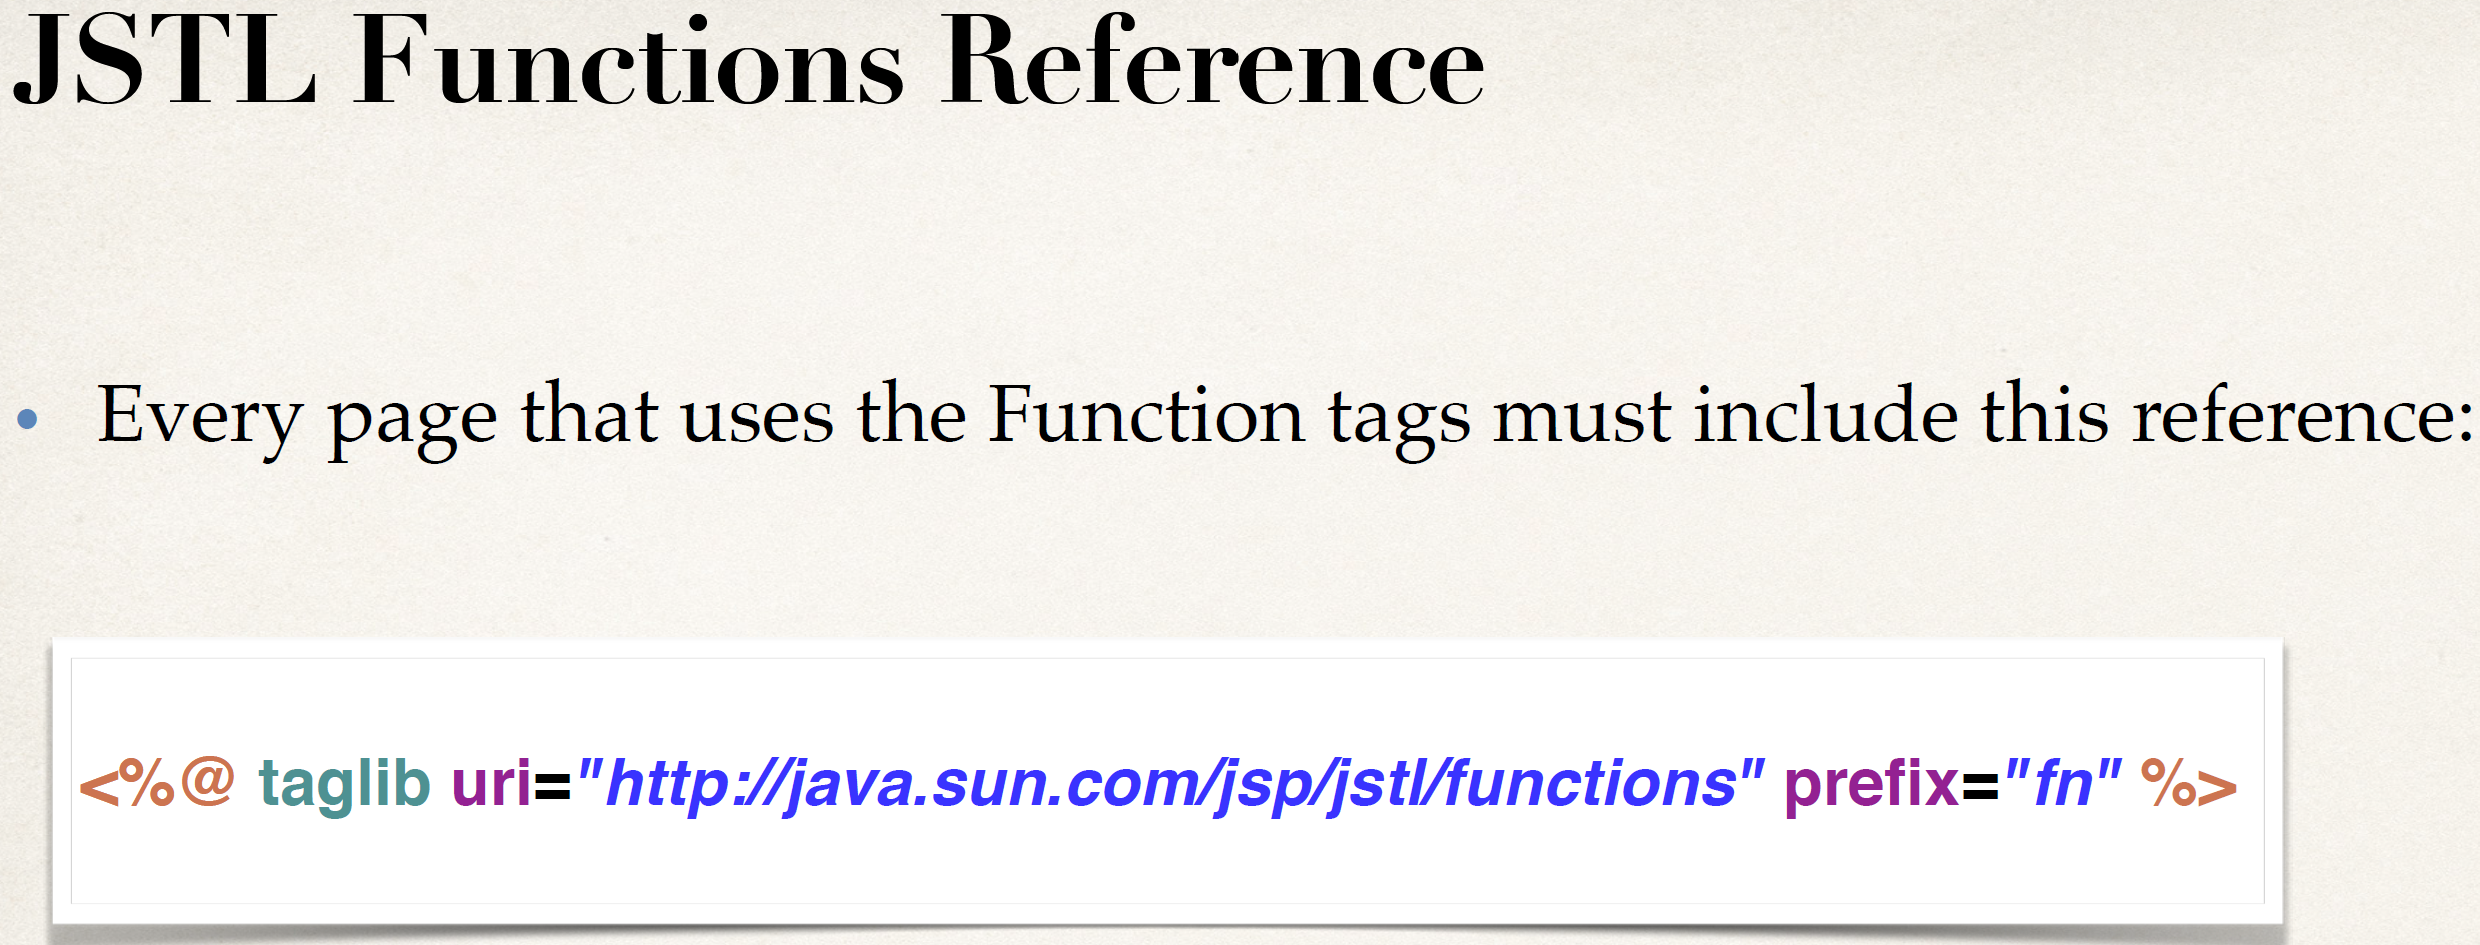 JSTL Functions Reference
• Every page that uses the Function tags must include this reference:
<%@ taglib uri="http://java.sun.com/jsp/jstl/functions" prefix="fn" %>